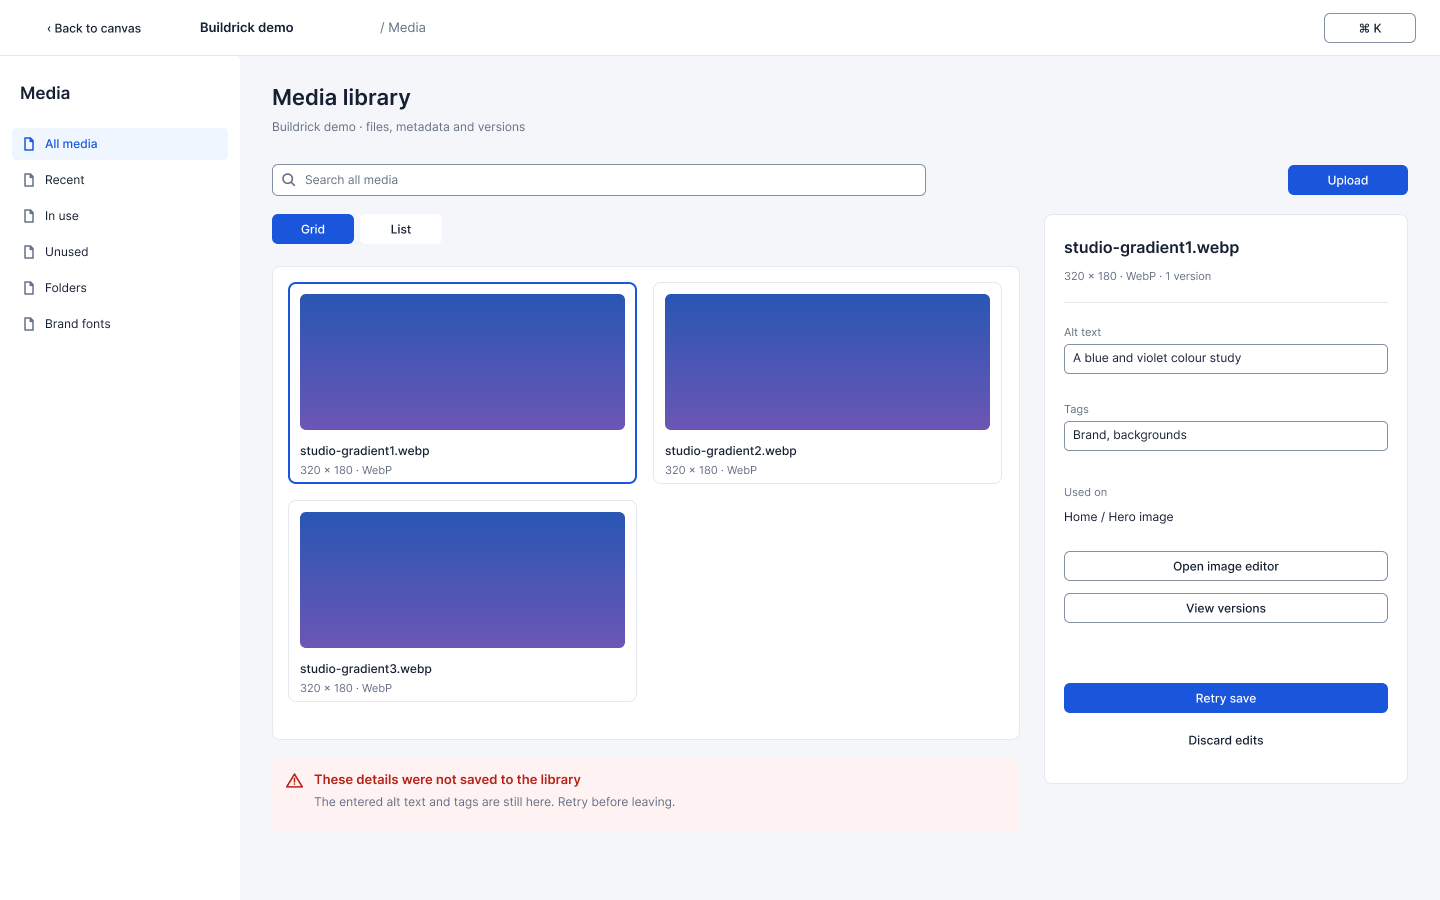 ‹ Back to canvas
Buildrick demo
/ Media
⌘ K
Media
All media
Recent
In use
Unused
Folders
Brand fonts
Media library
Buildrick demo · files, metadata and versions
Search all media
Upload
Grid
List
studio-gradient1.webp
320 × 180 · WebP
studio-gradient2.webp
320 × 180 · WebP
studio-gradient3.webp
320 × 180 · WebP
These details were not saved to the library
The entered alt text and tags are still here. Retry before leaving.
studio-gradient1.webp
320 × 180 · WebP · 1 version
Alt text
A blue and violet colour study
Tags
Brand, backgrounds
Used on
Home / Hero image
Open image editor
View versions
Retry save
Discard edits